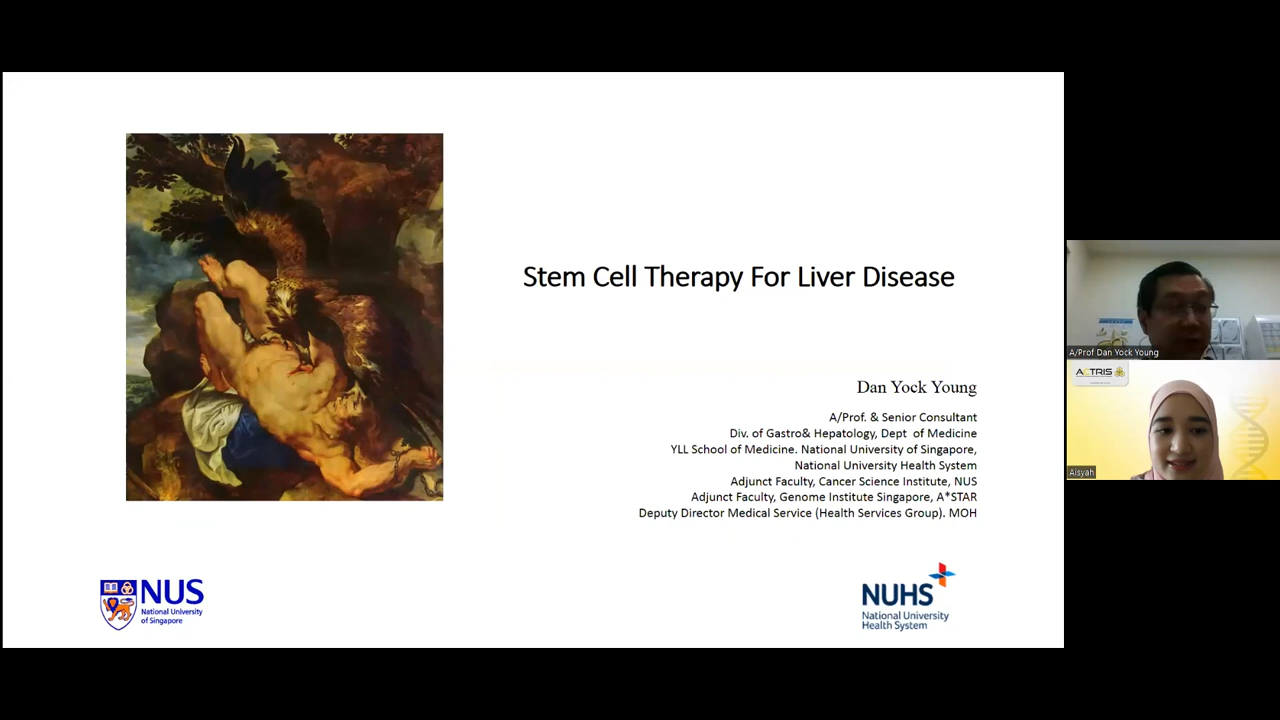 Stem Cell Therapy For Liver Disease
Dan Yock Young
A/Prof. & Senior Consultant
Div. of Gastro& Hepatology, Dept of Medicine
YLL School of Medicine. National University of Singapore,
National University Health System
Adjunct Faculty, Cancer Science Institute, NUS
Adjunct Faculty, Genome Institute Singapore, A*STAR
Deputy Director Medical Service (Health Services Group). MOH
NUS
National University
of Singapore
NUHS
National University
Health System
A/Prof Dan Yock Young
ACTRIS
Aisyah